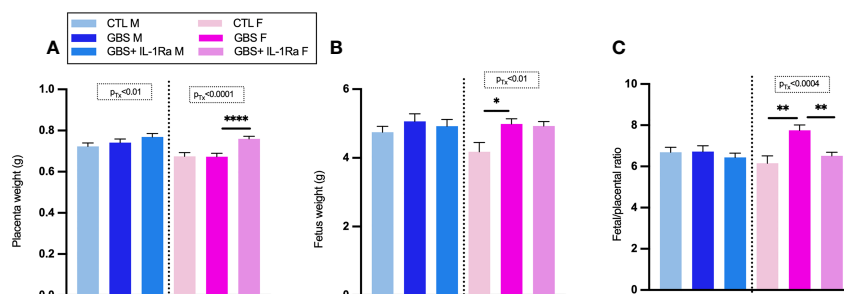 CTL M
CTL F
GBS M
GBS F
GBS+ IL-1Ra M
GBS+ IL-1Ra F
A
Placenta weight (g)
1.0
0.8
0.6
0.4
0.2
0.0
pTx<0.01
pTx<0.0001
****
B
Fetus weight (g)
6
4
2
0
pTx<0.01
*
C
Fetal/placental ratio
10
8
6
4
2
0
pTx<0.0004
**
**